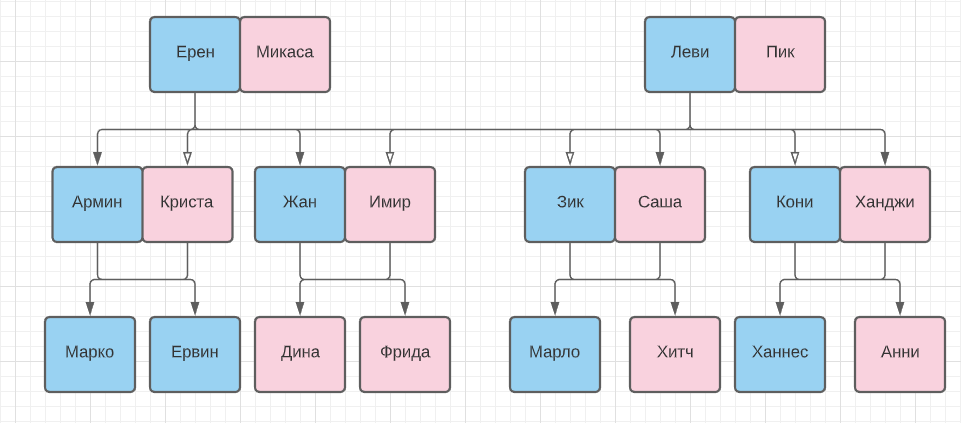 Ерен
Микаса
Леви
Пик
Армин
Криста
Жан
Имир
Зик
Саша
Кони
Ханджи
Марко
Ервин
Дина
Фрида
Марло
Хитч
Ханнес
Анни